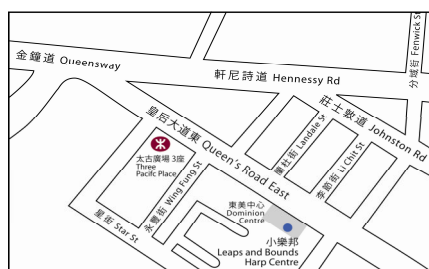 金鐘道 Queensway
軒尼詩道 Hennessy Rd
分域街 Fenwick St
莊士敦道 Johnston Rd
皇后大道東 Queen's Road East
蘭杜街 Landale St
李節街 Li Chit St
太古廣場 3座
Three
Pacifc Place
永豐街 Wing Fung St
皇街 Star St
東美中心
Dominion
Centre
小樂邦
Leaps and Bounds
Harp Centre